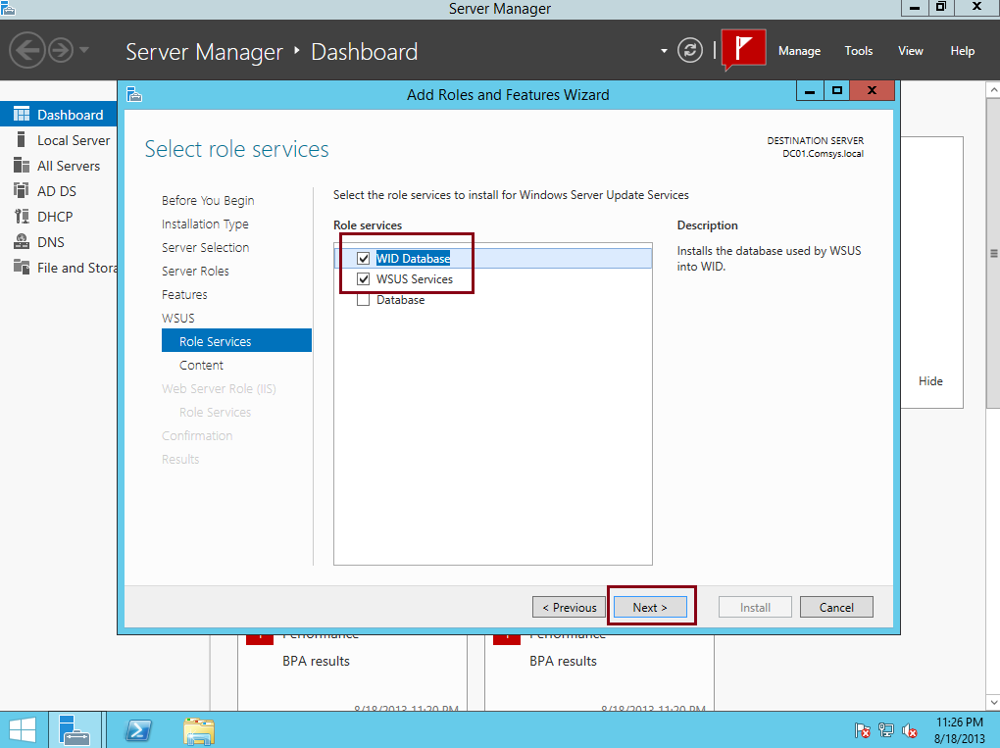 Server Manager
Server Manager
Dashboard
Manage
Tools
View
Help
Dashboard
Local Server
All Servers
AD DS
DHCP
DNS
File and Stora
Add Roles and Features Wizard
Select role services
DESTINATION SERVER
DC01.Comsys.local
Before You Begin
Installation Type
Server Selection
Server Roles
Features
WSUS
Role Services
Content
Web Server Role (IIS)
Role Services
Confirmation
Results
Select the role services to install for Windows Server Update Services
Role services
WID Database
WSUS Services
Database
Description
Installs the database used by WSUS
into WID.
< Previous
Next >
Install
Cancel
Hide
Performance
BPA results
8/18/2013 11:20 PM
Performance
BPA results
8/18/2013 11:20 PM
11:26 PM
8/18/2013